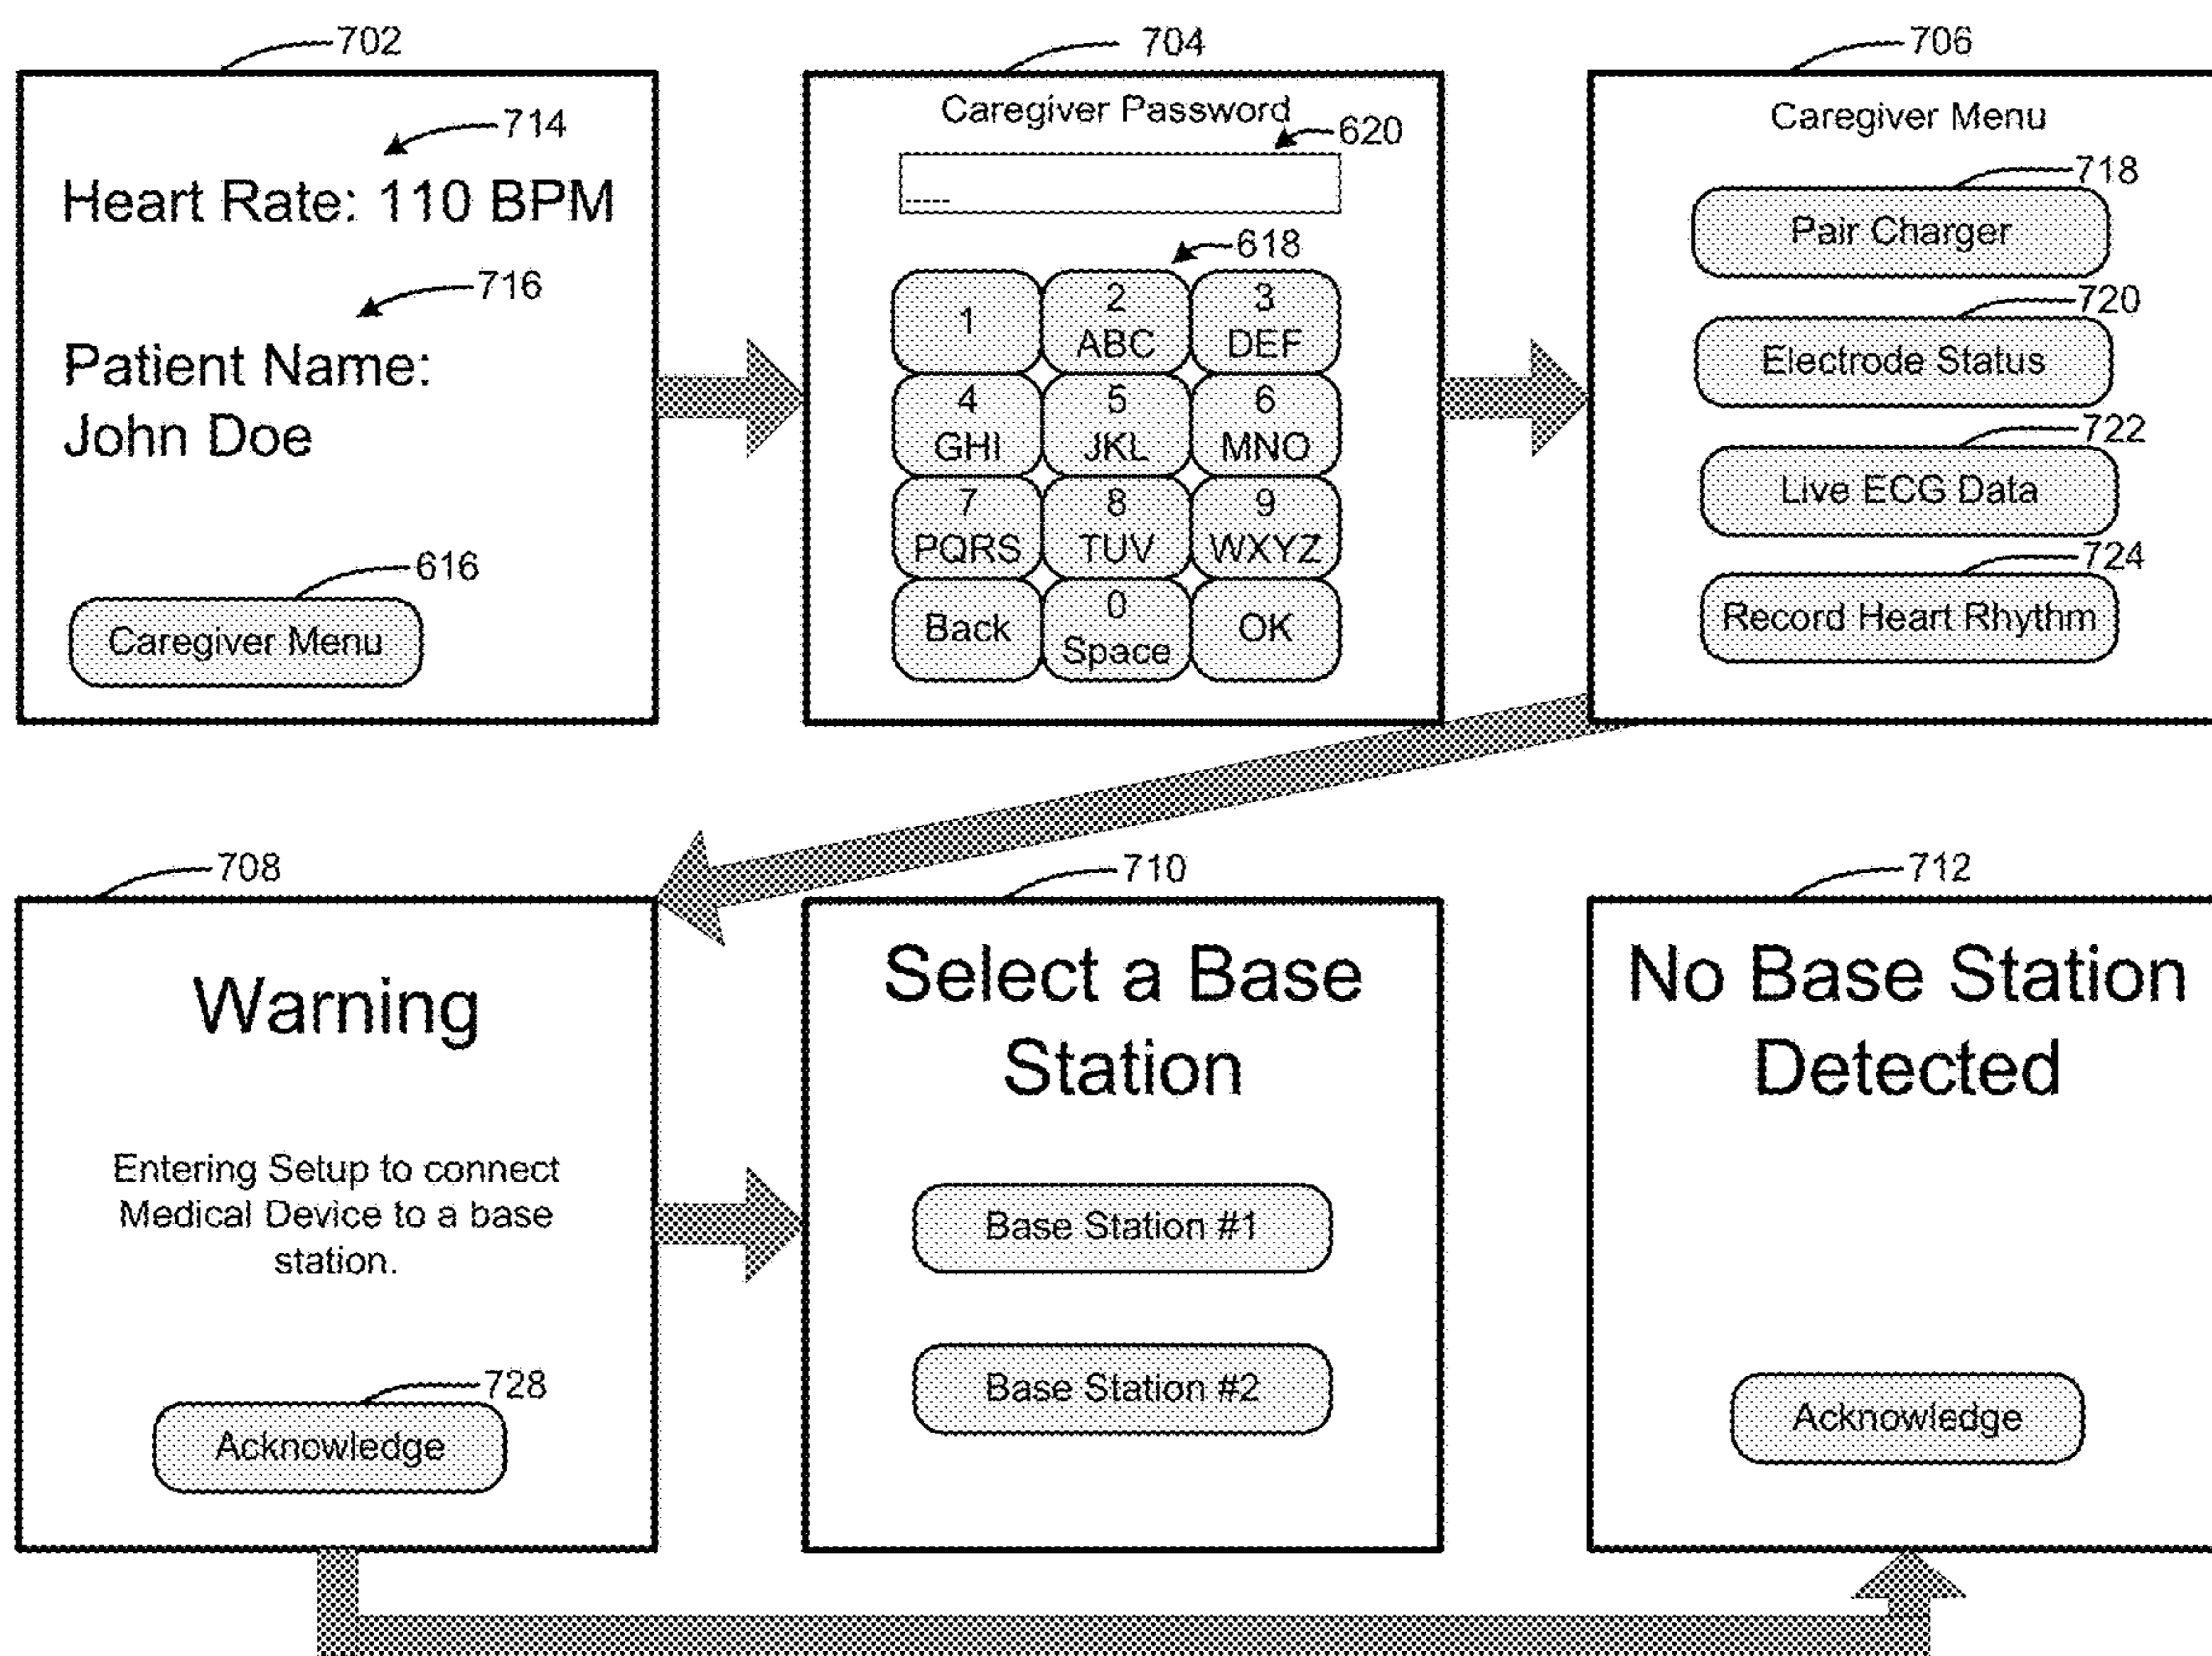 702
714
Heart Rate: 110 BPM
716
Patient Name:
John Doe
616
Caregiver Menu
704
Caregiver Password
620
-----
618
1
2
ABC
3
DEF
4
GHI
5
JKL
6
MNO
7
PQRS
8
TUV
9
WXYZ
Back
0
Space
OK
706
Caregiver Menu
718
Pair Charger
720
Electrode Status
722
Live ECG Data
724
Record Heart Rhythm
708
Warning
Entering Setup to connect
Medical Device to a base
station.
728
Acknowledge
710
Select a Base
Station
Base Station #1
Base Station #2
712
No Base Station
Detected
Acknowledge